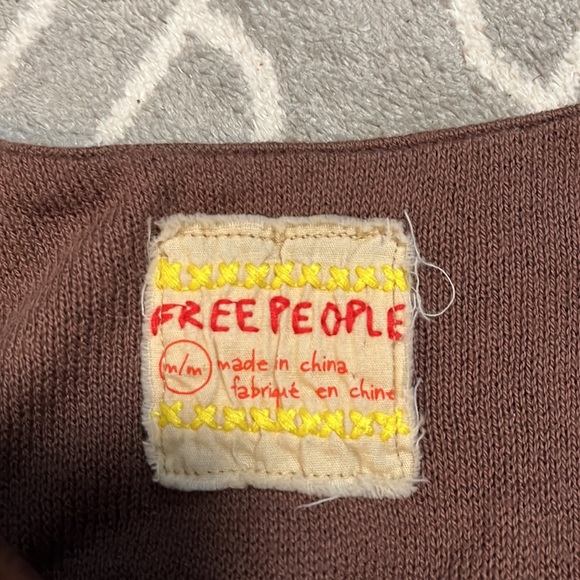 FREE PEOPLE
m/m made in china,
fabriqué en chine